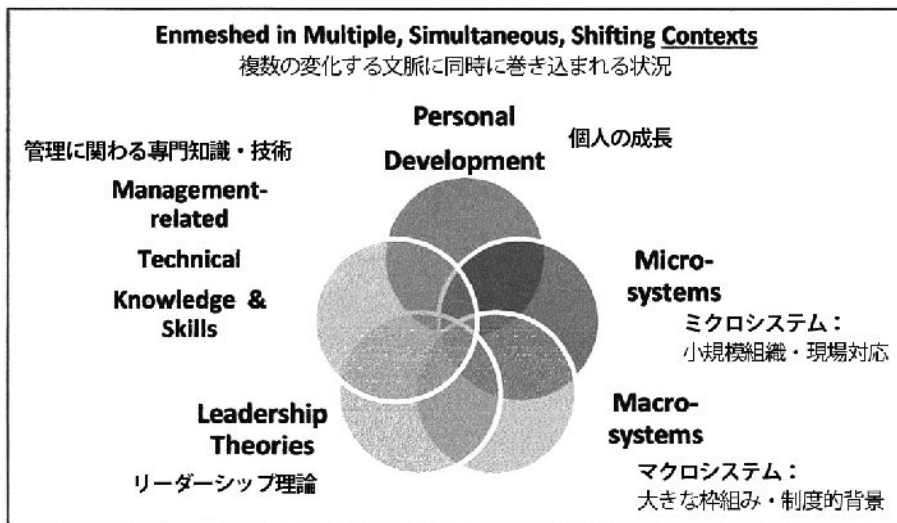 Enmeshed in Multiple, Simultaneous, Shifting Contexts
複数の変化する文脈に同時に巻き込まれる状況
Personal
Development
個人の成長
管理に関わる専門知識・技術
Management-
related
Technical
Knowledge &
Skills
Micro-
systems
ミクロシステム：
小規模組織・現場対応
Leadership
Theories
リーダーシップ理論
Macro-
systems
マクロシステム：
大きな枠組み・制度的背景